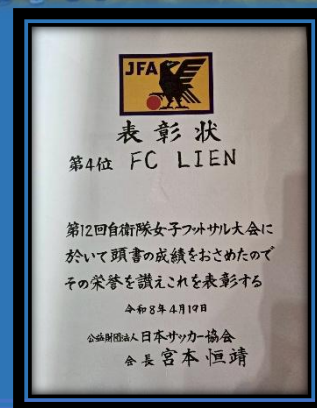 JFA
表彰状
第4位 FC LIEN
第12回自衛隊女子フットサル大会に
於いて頭書の成績をおさめたので
その栄誉を讃えこれを表彰する
令和8年4月19日
公益財団法人 日本サッカー協会
会長 宮本恒靖